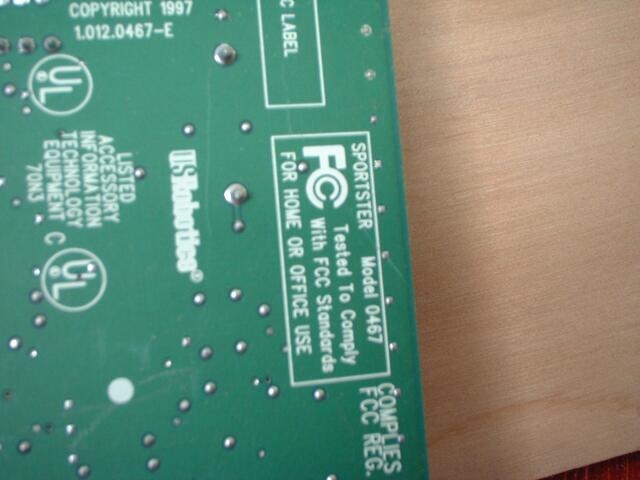 COPYRIGHT 1997
1.012.0467-E
C LABEL
UL
LISTED
ACCESSORY
INFORMATION
TECHNOLOGY
EQUIPMENT
70N3
C UL
USRobotics®
SPORTSTER Model 0467
FC Tested To Comply
With FCC Standards
FOR HOME OR OFFICE USE
COMPLIES
FCC REG.